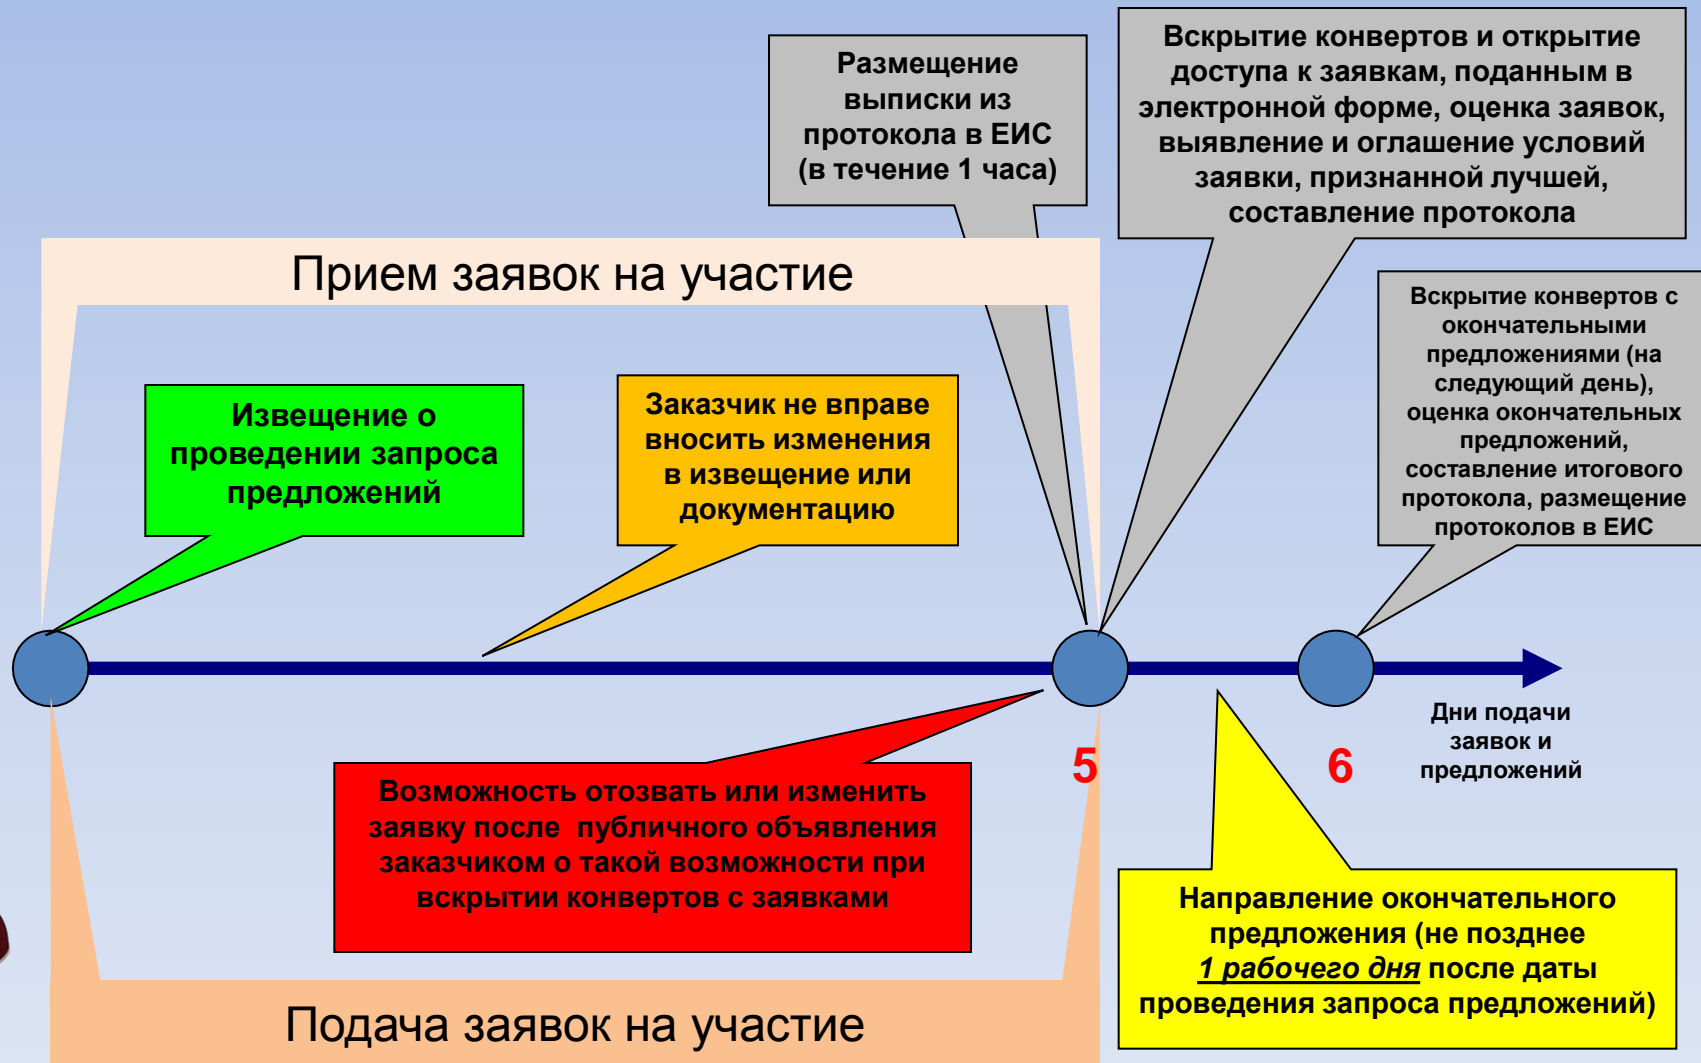 Размещение
выписки из
протокола в ЕИС
(в течение 1 часа)
Вскрытие конвертов и открытие
доступа к заявкам, поданным в
электронной форме, оценка заявок,
выявление и оглашение условий
заявки, признанной лучшей,
составление протокола
Прием заявок на участие
Вскрытие конвертов с
окончательными
предложениями (на
следующий день),
оценка окончательных
предложений,
составление итогового
протокола, размещение
протоколов в ЕИС
Извещение о
проведении запроса
предложений
Заказчик не вправе
вносить изменения
в извещение или
документацию
Дни подачи
заявок и
предложений
5
6
Возможность отозвать или изменить
заявку после публичного объявления
заказчиком о такой возможности при
вскрытии конвертов с заявками
Направление окончательного
предложения (не позднее
1 рабочего дня после даты
проведения запроса предложений)
Подача заявок на участие